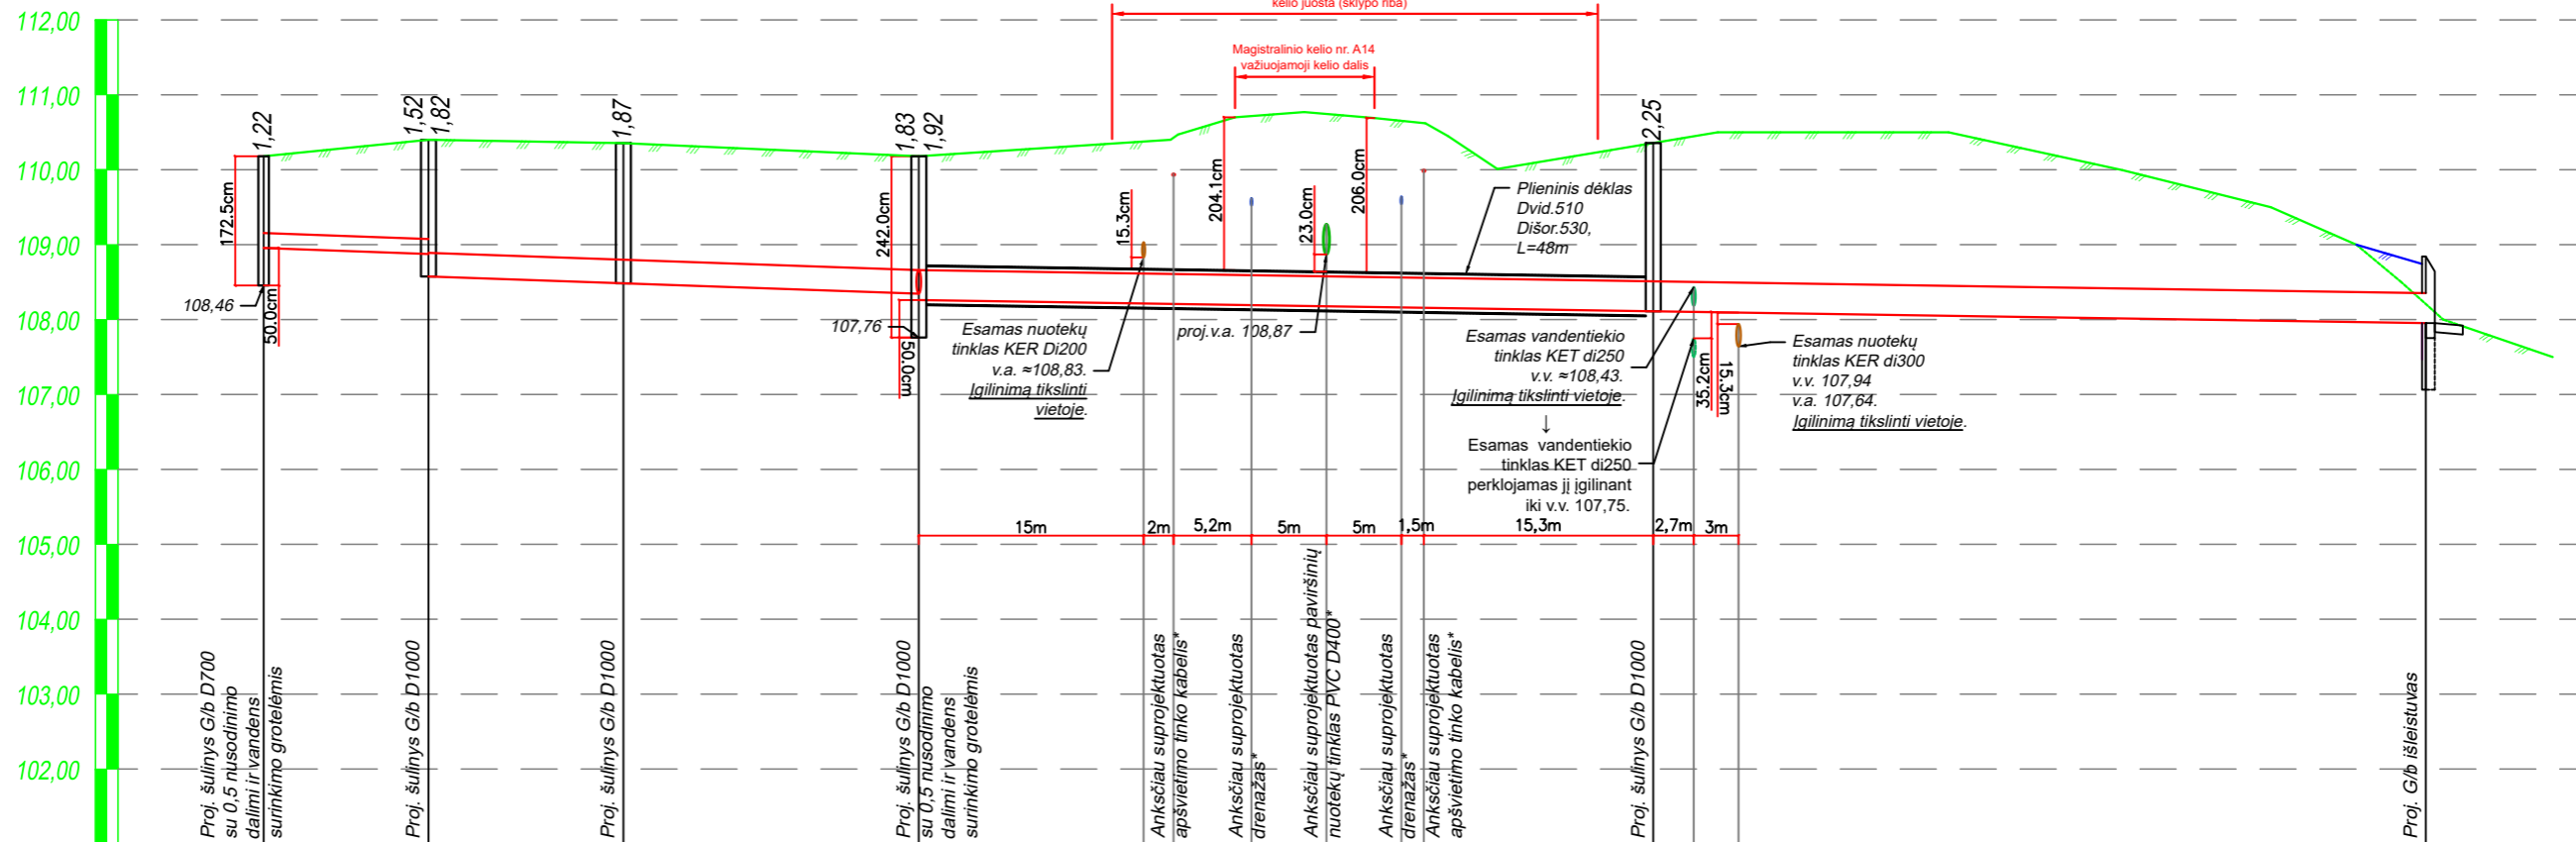 kelio juosta (sklypo riba)
112,00
Magistralinio kelio nr. A14
važiuojamoji kelio dalis
111,00
1,22
1,52
1,82
1,87
1,83
1,92
2,25
110,00
172.5cm
242.0cm
15.3cm
204.1cm
23.0cm
206.0cm
Plieninis dėklas
Dvid.510
Dišor.530,
L=48m
109,00
108,46
50.0cm
108,00
107,76
50.0cm
Esamas nuotekų
tinklas KER Di200
v.a. ≈108,83.
Įgilinimą tikslinti
vietoje.
proj.v.a. 108,87
Esamas vandentiekio
tinklas KET di250
v.v. ≈108,43.
Įgilinimą tikslinti vietoje.
↓
Esamas vandentiekio
tinklas KET di250
perklojamas jį įgilinant
iki v.v. 107,75.
35.2cm
15.3cm
Esamas nuotekų
tinklas KER di300
v.v. 107,94
v.a. 107,64.
Įgilinimą tikslinti vietoje.
107,00
106,00
105,00
15m
2m
5,2m
5m
5m
1,5m
15,3m
2,7m
3m
104,00
103,00
102,00
Proj. šulinys G/b D700
su 0,5 nusodinimo
dalimi ir vandens
surinkimo grotelėmis
Proj. šulinys G/b D1000
Proj. šulinys G/b D1000
Proj. šulinys G/b D1000
su 0,5 nusodinimo
dalimi ir vandens
surinkimo grotelėmis
Anksčiau suprojektuotas
apšvietimo tinko kabelis*
Anksčiau suprojektuotas
drenažas*
Anksčiau suprojektuotas paviršinių
nuotekų tinklas PVC D400*
Anksčiau suprojektuotas
drenažas*
Anksčiau suprojektuotas
apšvietimo tinko kabelis*
Proj. šulinys G/b D1000
Proj. G/b išleistuvas